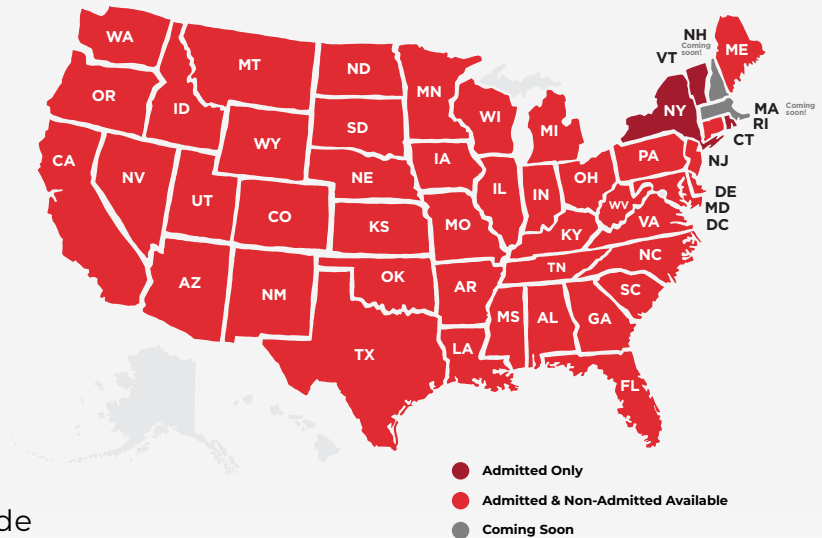 WA
MT
ND
MN
OR
ID
SD
WI
MI
NH
Coming
soon!
VT
ME
NY
MA
Coming
soon!
RI
CT
WY
IA
PA
NJ
CA
NV
UT
CO
NE
IL
IN
OH
DE
MD
DC
WV
VA
KS
MO
KY
NC
TN
AZ
NM
OK
AR
SC
MS
AL
GA
TX
LA
FL
Admitted Only
Admitted & Non-Admitted Available
Coming Soon
de